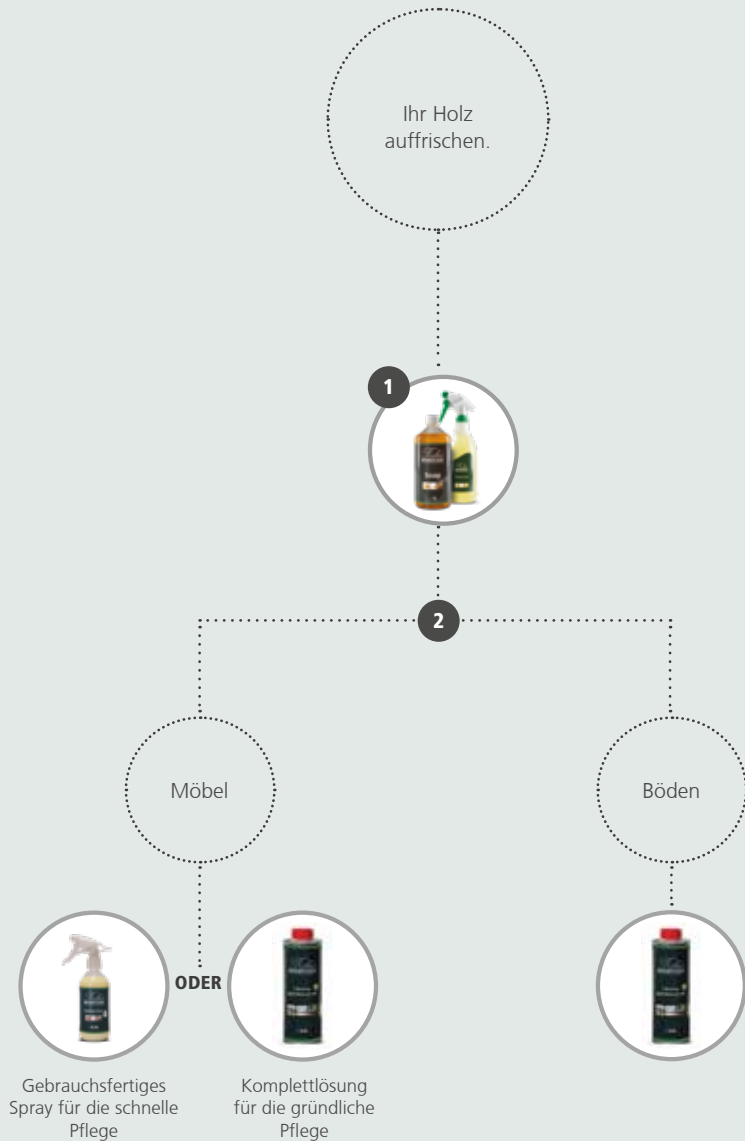 Ihr Holz
auffrischen.
1
2
Möbel
Böden
ODER
Gebrauchsfertiges
Spray für die schnelle
Pflege
Komplettlösung
für die gründliche
Pflege